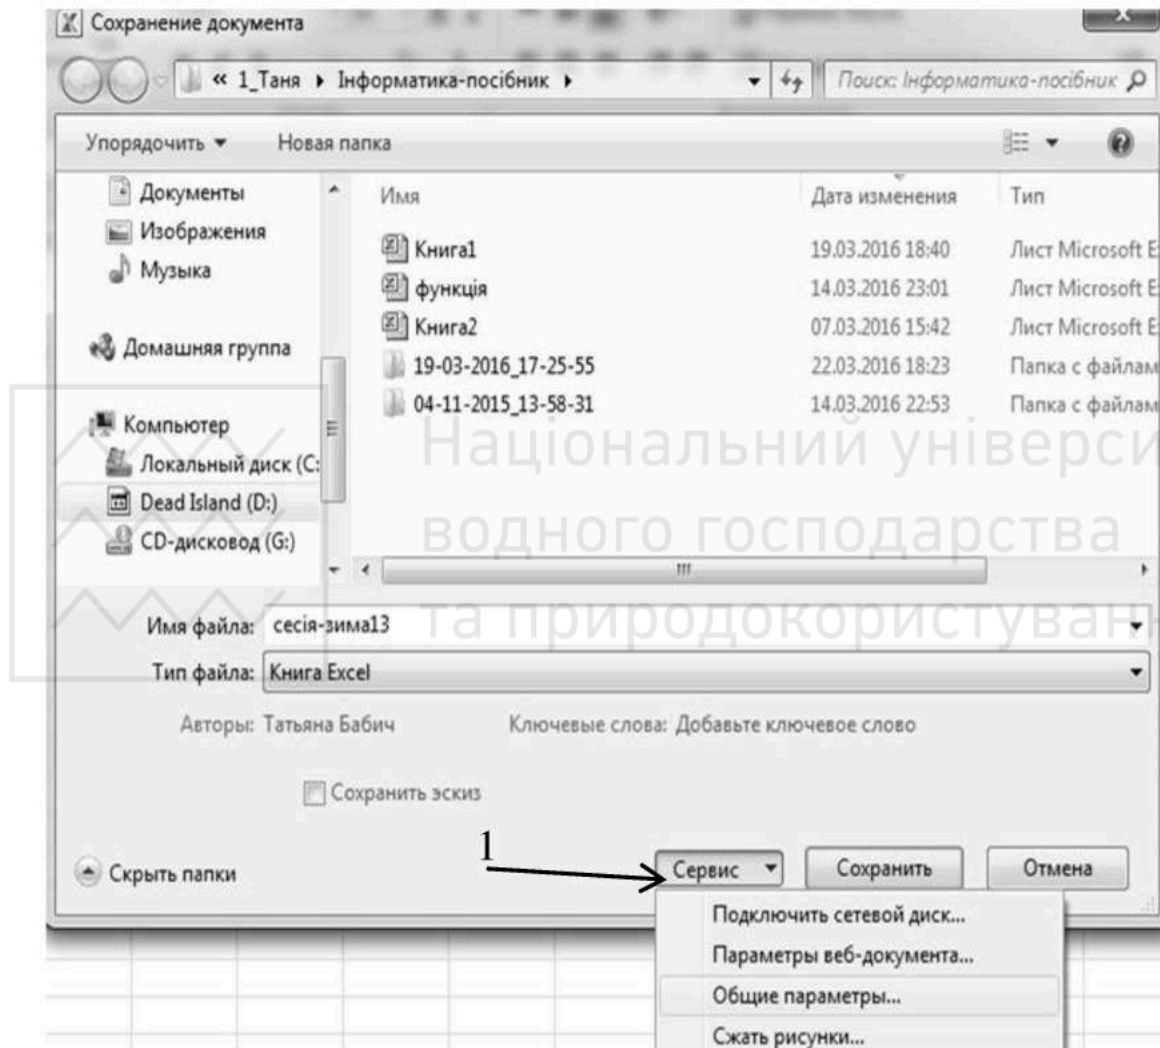 Сохранение документа
« 1_Таня ▸ Інформатика-посібник ▸
Поиск: Інформатика-посібник
Упорядочить ▾ Новая папка
Документы
Изображения
Музыка
Домашняя группа
Компьютер
Локальный диск (C:
Dead Island (D:)
CD-дисковод (G:)
Имя Дата изменения Тип
Книга1 19.03.2016 18:40 Лист Microsoft E
функція 14.03.2016 23:01 Лист Microsoft E
Книга2 07.03.2016 15:42 Лист Microsoft E
19-03-2016_17-25-55 22.03.2016 18:23 Папка с файлам
04-11-2015_13-58-31 14.03.2016 22:53 Папка с файлам
Національний універси
водного господарства
та природокористуван
Имя файла: сесія-зима13
Тип файла: Книга Excel
Авторы: Татьяна Бабич Ключевые слова: Добавьте ключевое слово
Сохранить эскиз
1
Скрыть папки Сервис ▾ Сохранить Отмена
Подключить сетевой диск...
Параметры веб-документа...
Общие параметры...
Сжать рисунки...